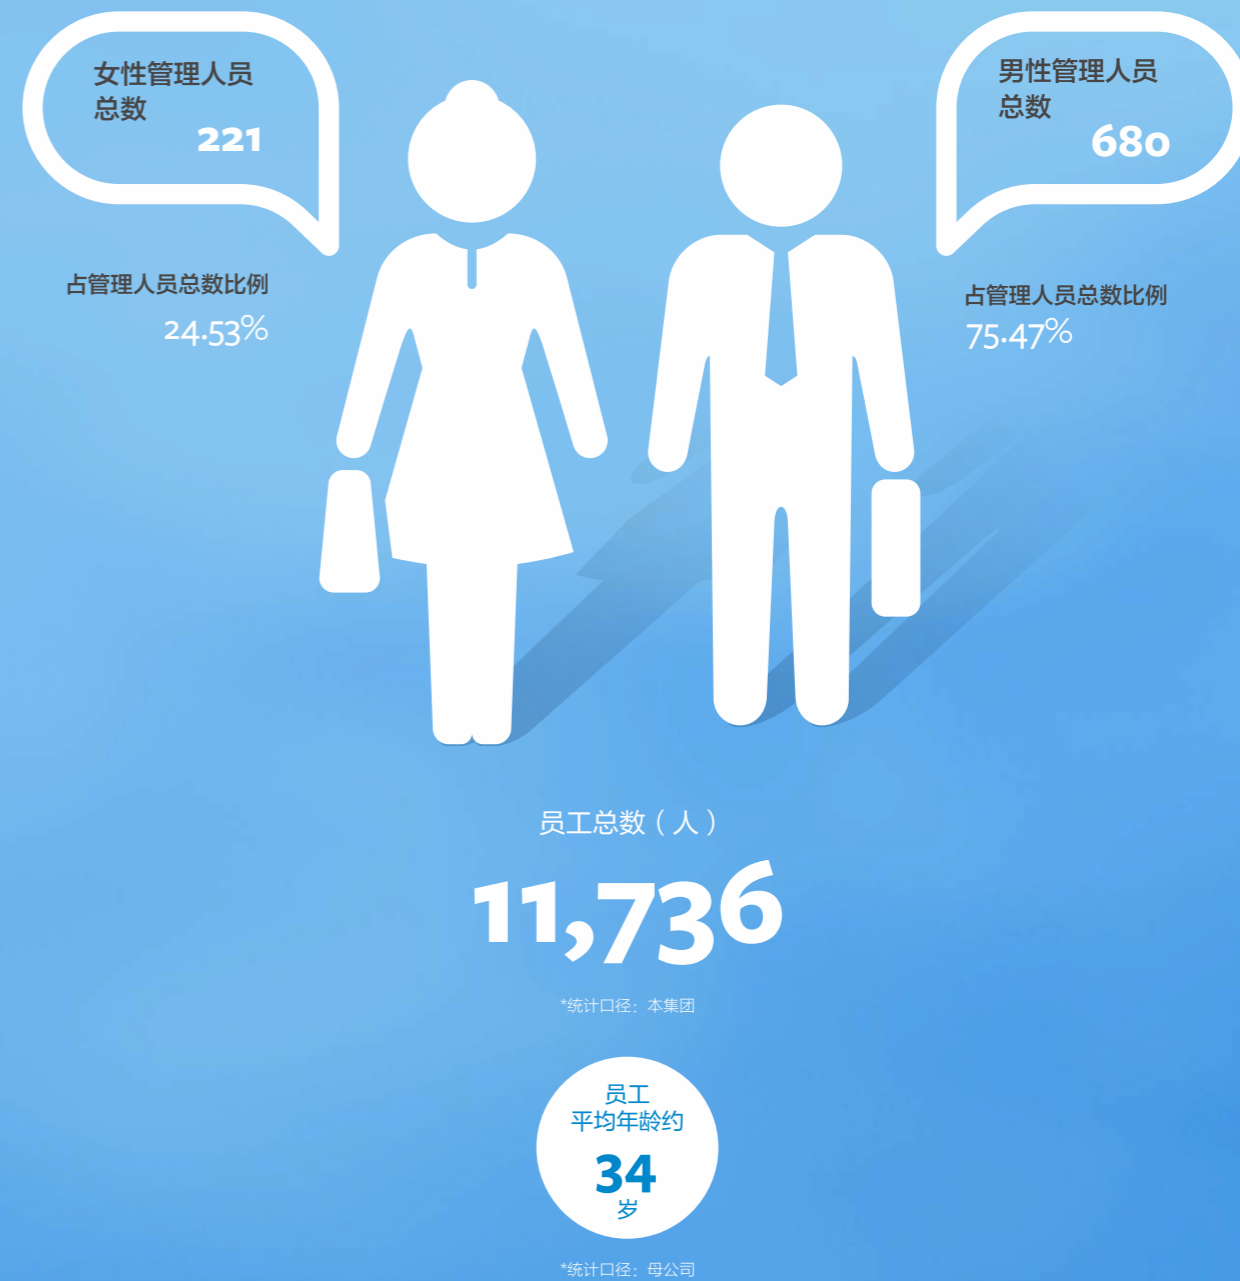 女性管理人员
总数
221
占管理人员总数比例
24.53%
男性管理人员
总数
680
占管理人员总数比例
75.47%
员工总数（人）
11,736
*统计口径：本集团
员工
平均年龄约
34
岁
*统计口径：母公司